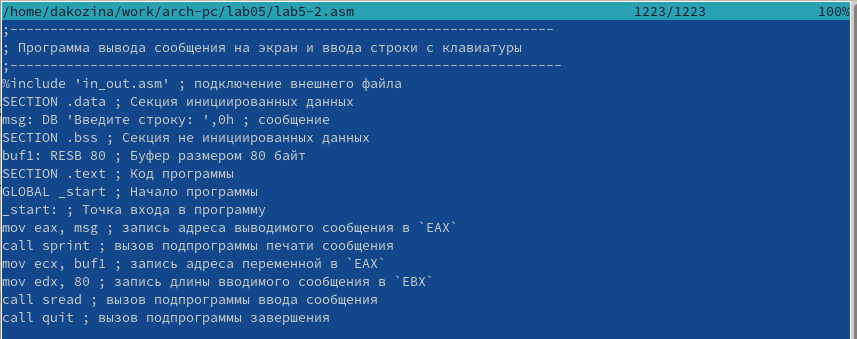 /home/dakozina/work/arch-pc/lab05/lab5-2.asm 1223/1223 100%
;--------------------------------------------------------------------
; Программа вывода сообщения на экран и ввода строки с клавиатуры
;---------------------------------------------------------------------
%include 'in_out.asm' ; подключение внешнего файла
SECTION .data ; Секция инициированных данных
msg: DB 'Введите строку: ',0h ; сообщение
SECTION .bss ; Секция не инициированных данных
buf1: RESB 80 ; Буфер размером 80 байт
SECTION .text ; Код программы
GLOBAL _start ; Начало программы
_start: ; Точка входа в программу
mov eax, msg ; запись адреса выводимого сообщения в `EAX`
call sprint ; вызов подпрограммы печати сообщения
mov ecx, buf1 ; запись адреса переменной в `EAX`
mov edx, 80 ; запись длины вводимого сообщения в `EBX`
call sread ; вызов подпрограммы ввода сообщения
call quit ; вызов подпрограммы завершения